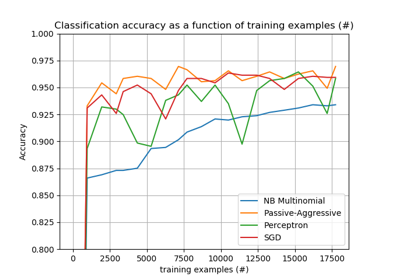 Classification accuracy as a function of training examples (#)
1.000
0.975
0.950
0.925
0.900
0.875
0.850
0.825
0.800
Accuracy
NB Multinomial
Passive-Aggressive
Perceptron
SGD
0 2500 5000 7500 10000 12500 15000 17500
training examples (#)